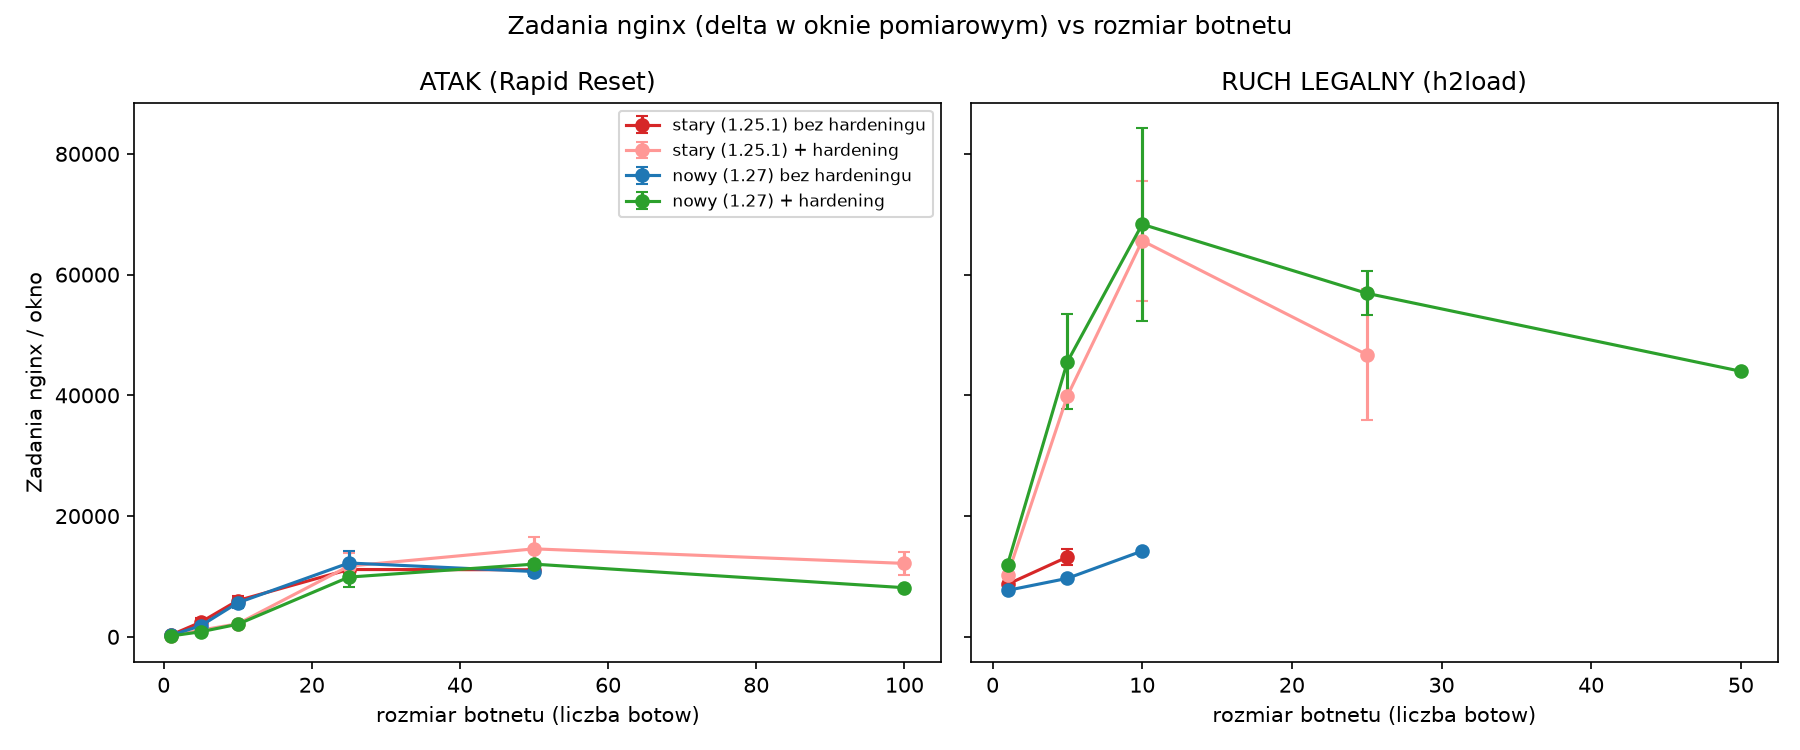 Zadania nginx (delta w oknie pomiarowym) vs rozmiar botnetu
ATAK (Rapid Reset)
stary (1.25.1) bez hardeningu
stary (1.25.1) + hardening
nowy (1.27) bez hardeningu
nowy (1.27) + hardening
Zadania nginx / okno
80000
60000
40000
20000
0
0 20 40 60 80 100
rozmiar botnetu (liczba botow)
RUCH LEGALNY (h2load)
0 10 20 30 40 50
rozmiar botnetu (liczba botow)